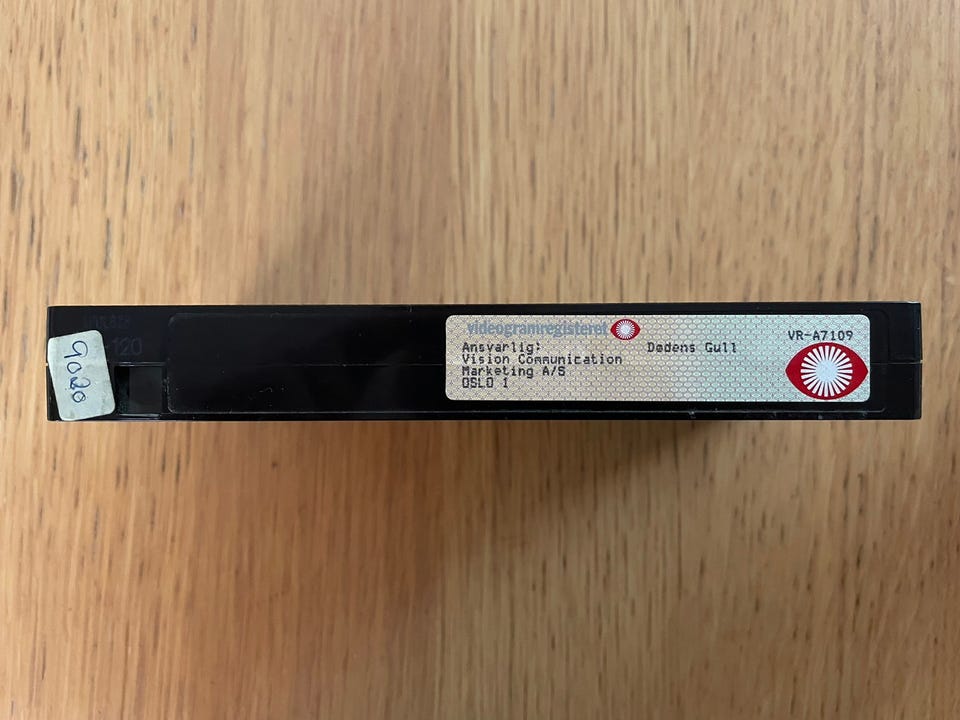 videogramregisteret
Ansvarlig: Dødens Gull VR-A7109
Vision Communication
Marketing A/S
OSLO 1
9020
120